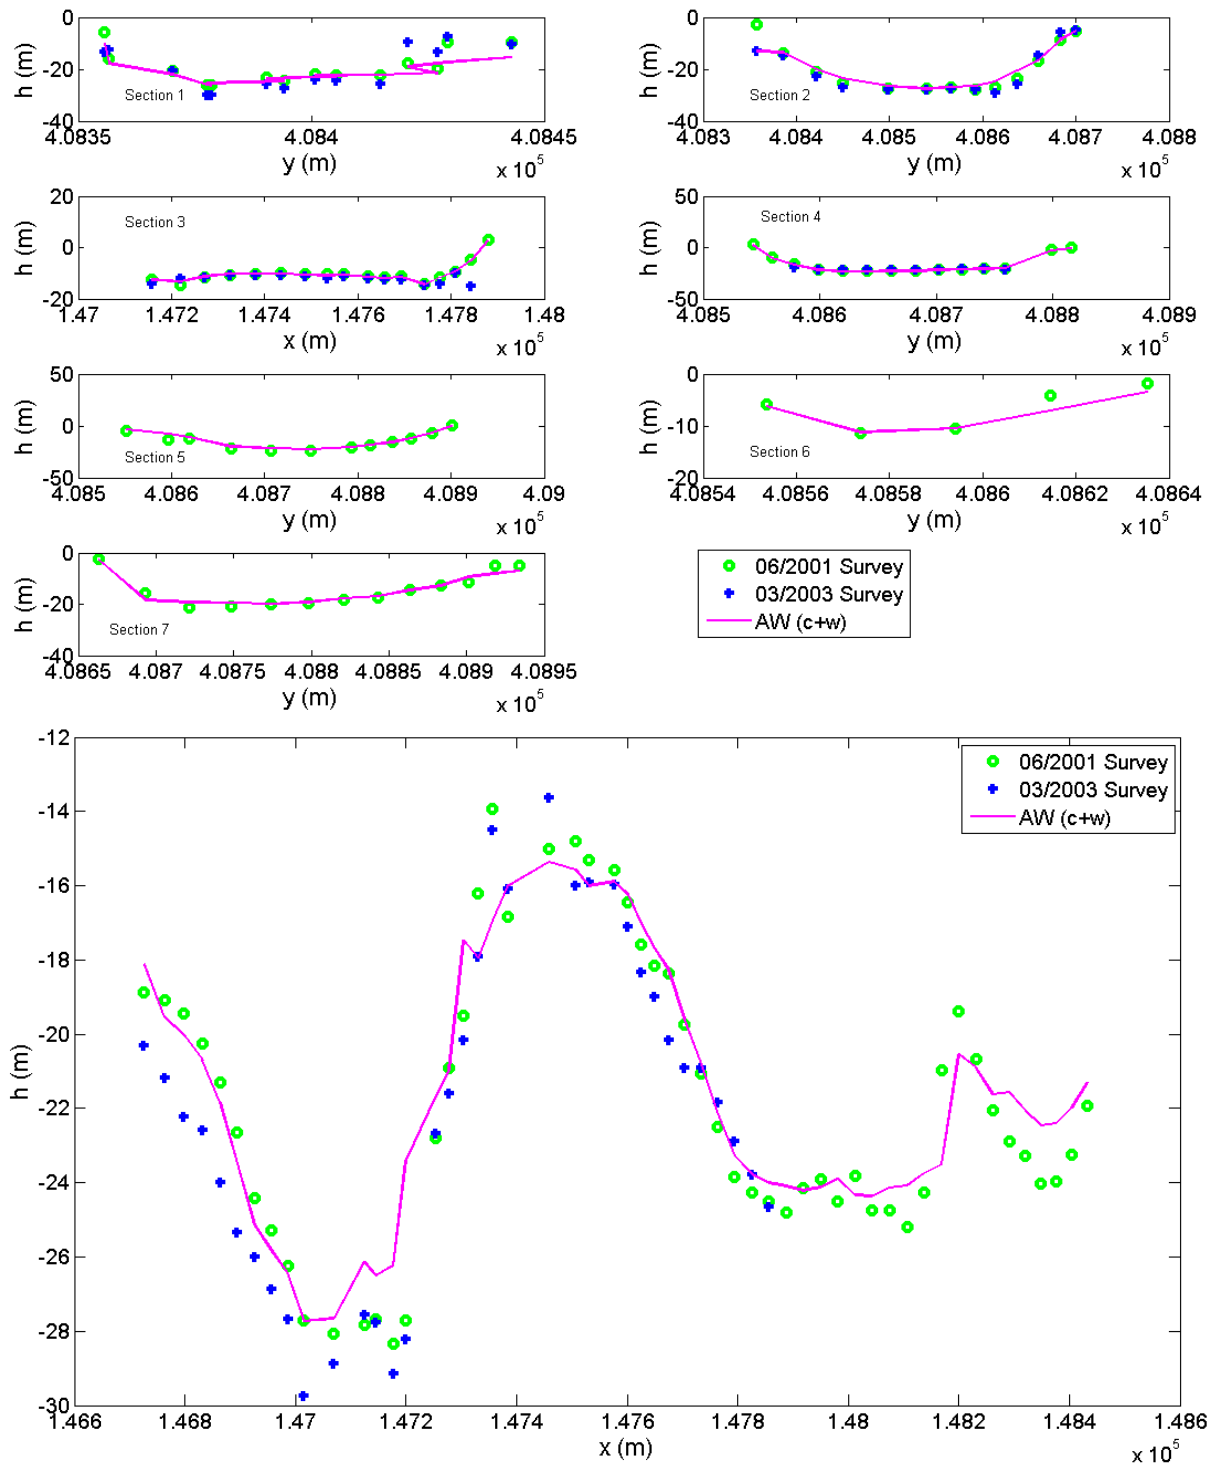 0
-20
-40
h (m)
Section 1
4.0835 4.084 4.0845
y (m)
x 10^5
0
-20
-40
h (m)
Section 2
4.083 4.084 4.085 4.086 4.087 4.088
y (m)
x 10^5
20
0
-20
h (m)
Section 3
1.47 1.472 1.474 1.476 1.478 1.48
x (m)
x 10^5
50
0
-50
h (m)
Section 4
4.085 4.086 4.087 4.088 4.089
y (m)
x 10^5
50
0
-50
h (m)
Section 5
4.085 4.086 4.087 4.088 4.089 4.09
y (m)
x 10^5
0
-10
-20
h (m)
Section 6
4.0854 4.0856 4.0858 4.086 4.0862 4.0864
y (m)
x 10^5
0
-20
-40
h (m)
Section 7
4.0865 4.087 4.0875 4.088 4.0885 4.089 4.0895
y (m)
x 10^5
06/2001 Survey
03/2003 Survey
AW (c+w)
-12
-14
-16
-18
-20
-22
-24
-26
-28
-30
h (m)
06/2001 Survey
03/2003 Survey
AW (c+w)
1.466 1.468 1.47 1.472 1.474 1.476 1.478 1.48 1.482 1.484 1.486
x (m)
x 10^5